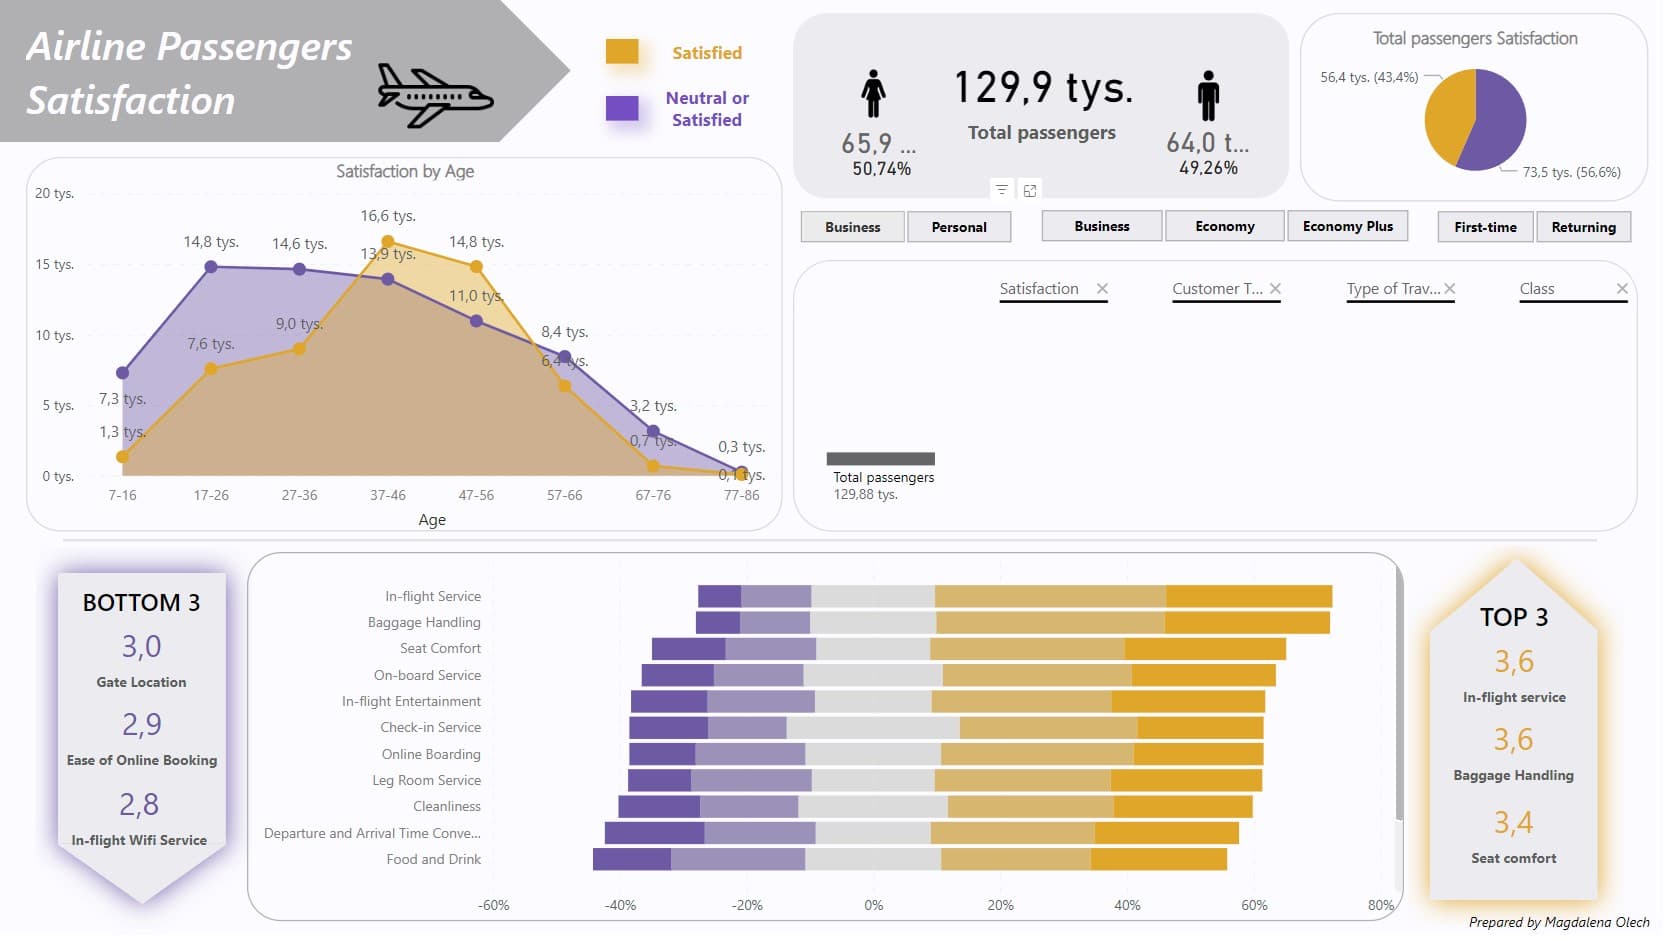 Airline Passengers
Satisfaction
Satisfied
Neutral or
Satisfied
129,9 tys.
Total passengers
65,9 ...
50,74%
64,0 t...
49,26%
Total passengers Satisfaction
56,4 tys. (43,4%)
73,5 tys. (56,6%)
Business
Personal
Business
Economy
Economy Plus
First-time
Returning
Satisfaction by Age
20 tys.
15 tys.
10 tys.
5 tys.
0 tys.
7,3 tys.
1,3 tys.
14,8 tys.
7,6 tys.
14,6 tys.
9,0 tys.
16,6 tys.
13,9 tys.
14,8 tys.
11,0 tys.
8,4 tys.
6,4 tys.
3,2 tys.
0,7 tys.
0,3 tys.
0,1 tys.
7-16
17-26
27-36
37-46
47-56
57-66
67-76
77-86
Age
Satisfaction
Customer T...
Type of Trav...
Class
Total passengers
129,88 tys.
BOTTOM 3
3,0
Gate Location
2,9
Ease of Online Booking
2,8
In-flight Wifi Service
In-flight Service
Baggage Handling
Seat Comfort
On-board Service
In-flight Entertainment
Check-in Service
Online Boarding
Leg Room Service
Cleanliness
Departure and Arrival Time Conve...
Food and Drink
-60%
-40%
-20%
0%
20%
40%
60%
80%
TOP 3
3,6
In-flight service
3,6
Baggage Handling
3,4
Seat comfort
Prepared by Magdalena Olech